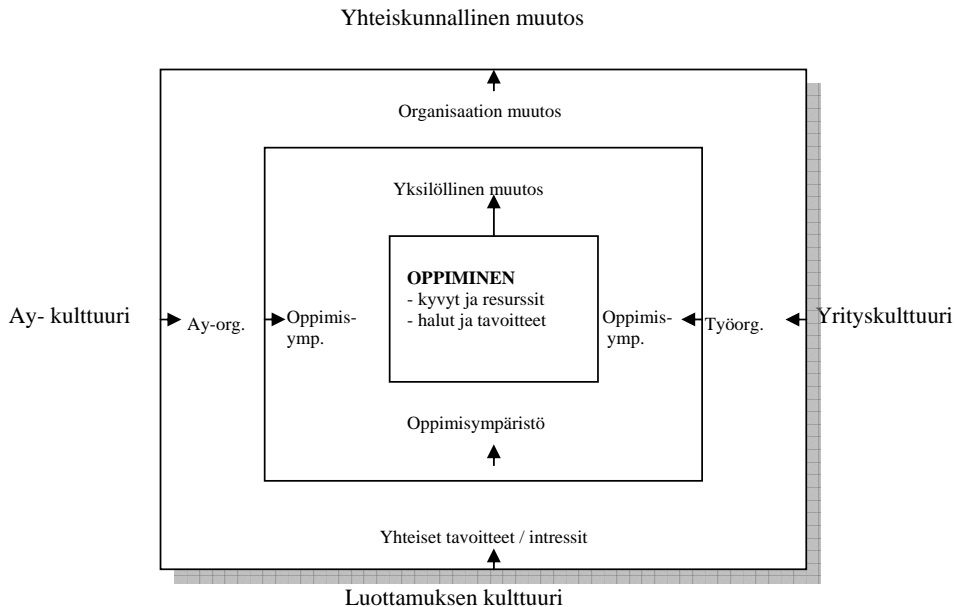 Yhteiskunnallinen muutos
Organisaation muutos
Yksilöllinen muutos
OPPIMINEN
- kyvyt ja resurssit
- halut ja tavoitteet
Ay- kulttuuri
Ay-org.
Oppimis-
ymp.
Oppimis-
ymp.
Työorg.
Yrityskulttuuri
Oppimisympäristö
Yhteiset tavoitteet / intressit
Luottamuksen kulttuuri